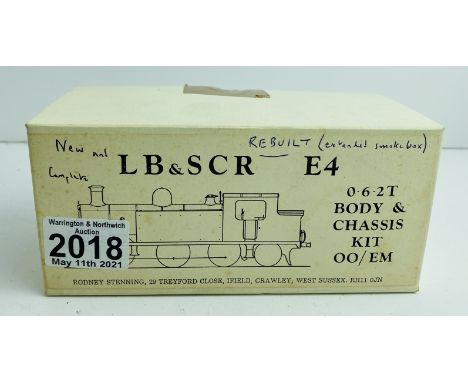 New not
Complete
REBUILT (extended smokebox)
LB&SCR E4
0·6·2T
BODY &
CHASSIS
KIT
OO/EM
Warrington & Northwich
Auction
2018
May 11th 2021
RODNEY STENNING, 29 TREYFORD CLOSE, IFIELD, CRAWLEY, WEST SUSSEX. RH11 0JN